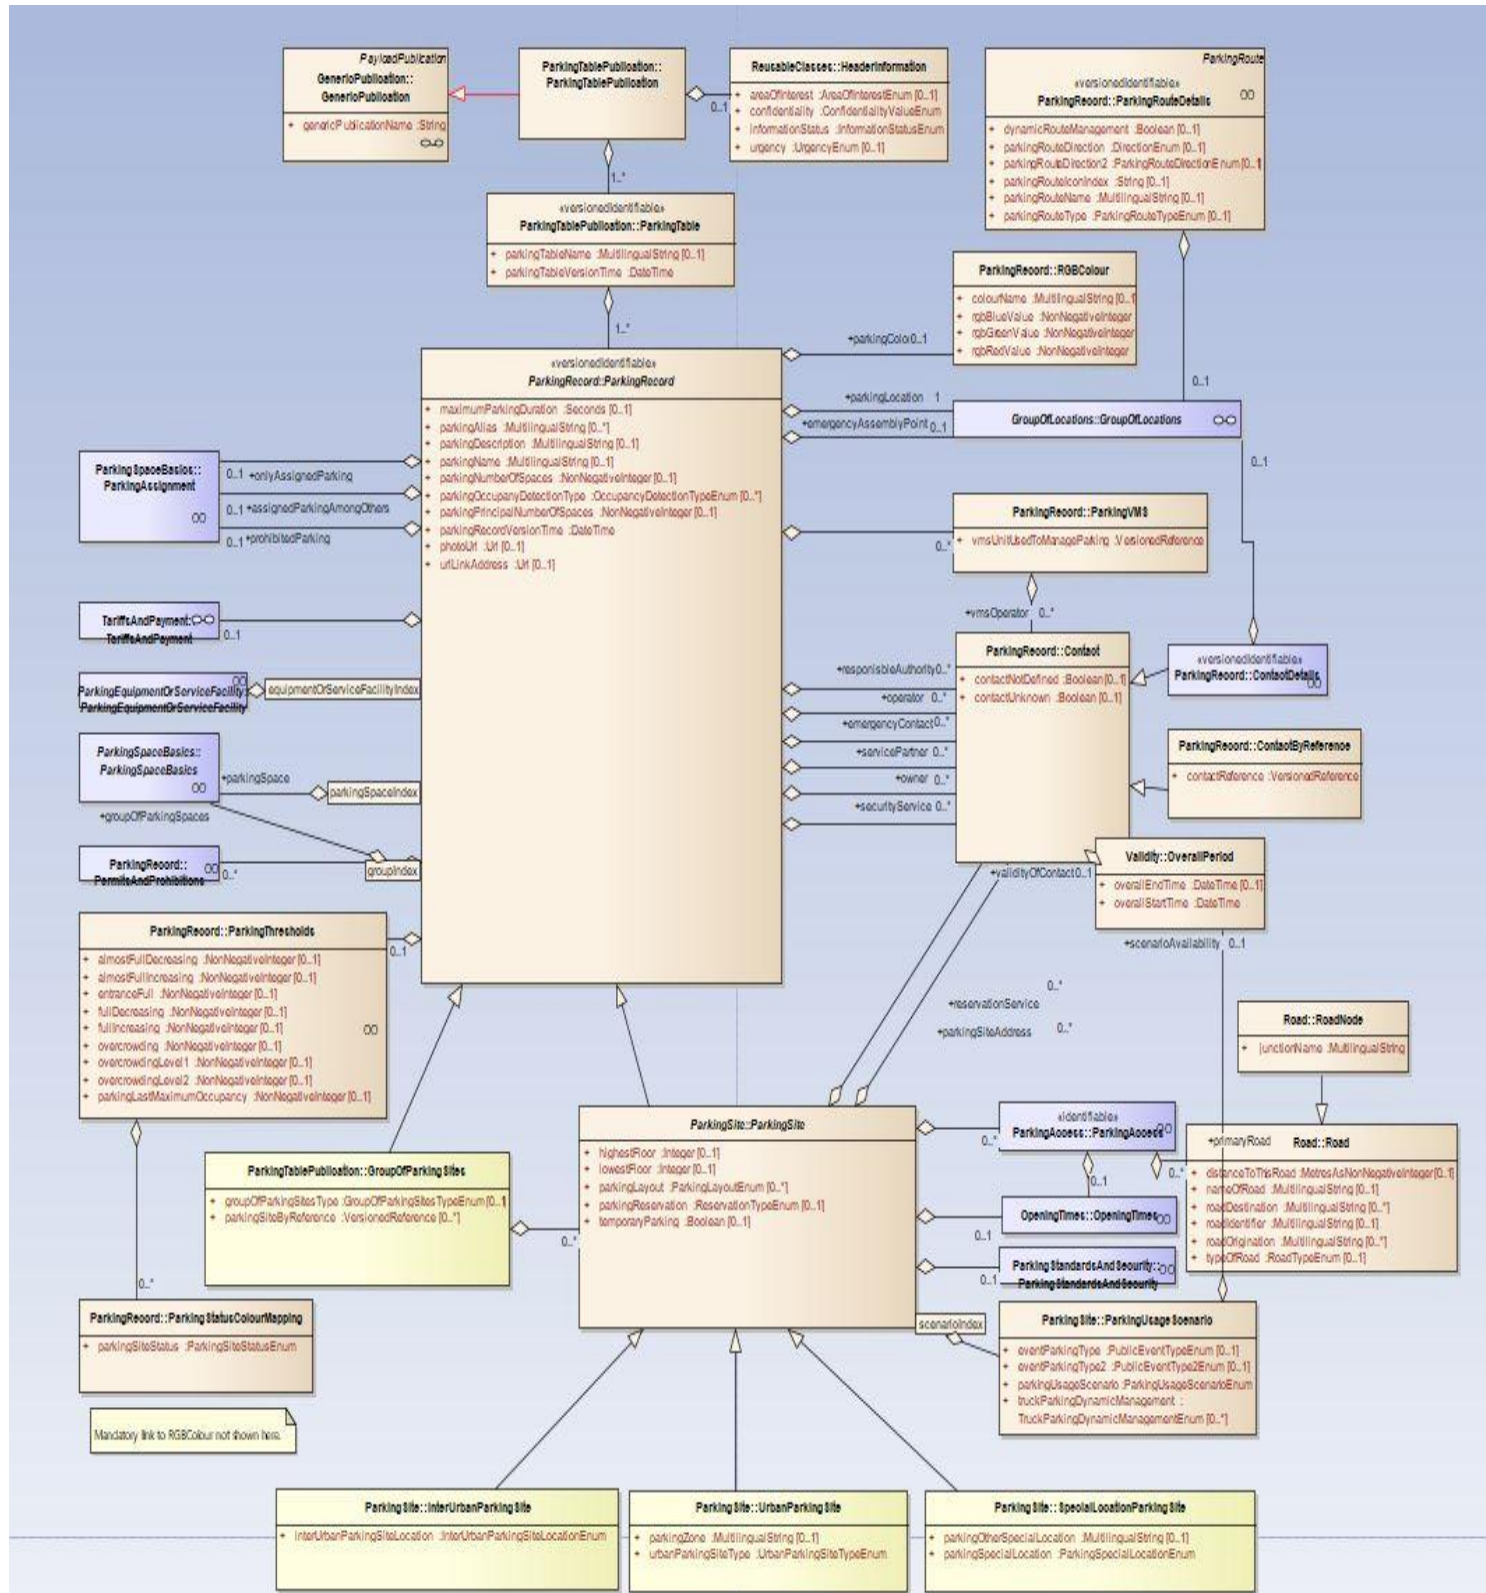 PayloadPublication
GenericPublication::
GenericPublication
+ genericPublicationName :String
ParkingTablePublication::
ParkingTablePublication
0..1
ReusableClasses::HeaderInformation
+ areaOfInterest :AreaOfInterestEnum [0..1]
+ confidentiality :ConfidentialityValueEnum
+ informationStatus :InformationStatusEnum
+ urgency :UrgencyEnum [0..1]
ParkingRoute
«versionedIdentifiable»
ParkingRecord::ParkingRouteDetails
+ dynamicRouteManagement :Boolean [0..1]
+ parkingRouteDirection :DirectionEnum [0..1]
+ parkingRouteDirection2 :ParkingRouteDirectionEnum[0..1
+ parkingRouteIconIndex :String [0..1]
+ parkingRouteName :MultilingualString [0..1]
+ parkingRouteType :ParkingRouteTypeEnum [0..1]
1..*
«versionedIdentifiable»
ParkingTablePublication::ParkingTable
+ parkingTableName :MultilingualString [0..1]
+ parkingTableVersionTime :DateTime
1..*
ParkingRecord::RGBColour
+ colourName :MultilingualString [0..1
+ rgbBlueValue :NonNegativeInteger
+ rgbGreenValue :NonNegativeInteger
+ rgbRedValue :NonNegativeInteger
+parkingColor0..1
0..1
«versionedIdentifiable»
ParkingRecord::ParkingRecord
+ maximumParkingDuration :Seconds [0..1]
+ parkingAlias :MultilingualString [0..*]
+ parkingDescription :MultilingualString [0..1]
+ parkingName :MultilingualString [0..1]
+ parkingNumberOfSpaces :NonNegativeInteger [0..1]
+ parkingOccupanyDetectionType :OccupancyDetectionTypeEnum [0..*]
+ parkingPrincipalNumberOfSpaces :NonNegativeInteger [0..1]
+ parkingRecordVersionTime :DateTime
+ photoUrl :Url [0..1]
+ urlLinkAddress :Url [0..1]
+parkingLocation 1
+emergencyAssemblyPoint 0..1
GroupOfLocations::GroupOfLocations
0..1
ParkingSpaceBasics::
ParkingAssignment
0..1 +onlyAssignedParking
0..1 +assignedParkingAmongOthers
0..1 +prohibitedParking
ParkingRecord::ParkingVMS
+ vmsUnitUsedToManageParking :VersionedReference
0..*
+vmsOperator 0..*
TariffsAndPayment::
TariffsAndPayment
0..1
ParkingEquipmentOrServiceFacility::
ParkingEquipmentOrServiceFacility
equipmentOrServiceFacilityIndex
ParkingRecord::Contact
+ contactNotDefined :Boolean [0..1]
+ contactUnknown :Boolean [0..1]
+responisbleAuthority0..*
+operator 0..*
+emergencyContact0..*
+servicePartner 0..*
+owner 0..*
+securityService 0..*
«versionedIdentifiable»
ParkingRecord::ContactDetails
ParkingRecord::ContactByReference
+ contactReference :VersionedReference
ParkingSpaceBasics::
ParkingSpaceBasics
+parkingSpace
parkingSpaceIndex
+groupOfParkingSpaces
groupIndex
ParkingRecord::
PermitsAndProhibitions
0..*
+validityOfContact0..1
Validity::OverallPeriod
+ overallEndTime :DateTime [0..1]
+ overallStartTime :DateTime
+scenarioAvailability 0..1
ParkingRecord::ParkingThresholds
+ almostFullDecreasing :NonNegativeInteger [0..1]
+ almostFullIncreasing :NonNegativeInteger [0..1]
+ entranceFull :NonNegativeInteger [0..1]
+ fullDecreasing :NonNegativeInteger [0..1]
+ fullIncreasing :NonNegativeInteger [0..1]
+ overcrowding :NonNegativeInteger [0..1]
+ overcrowdingLevel1 :NonNegativeInteger [0..1]
+ overcrowdingLevel2 :NonNegativeInteger [0..1]
+ parkingLastMaximumOccupancy :NonNegativeInteger [0..1]
0..1
0..*
+reservationService
+parkingSiteAddress 0..*
Road::RoadNode
+ junctionName :MultilingualString
ParkingSite::ParkingSite
+ highestFloor :Integer [0..1]
+ lowestFloor :Integer [0..1]
+ parkingLayout :ParkingLayoutEnum [0..*]
+ parkingReservation :ReservationTypeEnum [0..1]
+ temporaryParking :Boolean [0..1]
«identifiable»
ParkingAccess::ParkingAccess
0..*
0..1
+primaryRoad
0..*
Road::Road
+ distanceToThisRoad :MetresAsNonNegativeInteger[0..1]
+ nameOfRoad :MultilingualString [0..1]
+ roadDestination :MultilingualString [0..*]
+ roadIdentifier :MultilingualString [0..1]
+ roadOrigination :MultilingualString [0..*]
+ typeOfRoad :RoadTypeEnum [0..1]
ParkingTablePublication::GroupOfParkingSites
+ groupOfParkingSitesType :GroupOfParkingSitesTypeEnum[0..1
+ parkingSiteByReference :VersionedReference [0..*]
0..*
OpeningTimes::OpeningTimes
0..1
ParkingStandardsAndSecurity::
ParkingStandardsAndSecurity
0..1
0..*
ParkingRecord::ParkingStatusColourMapping
+ parkingSiteStatus :ParkingSiteStatusEnum
scenarioIndex
ParkingSite::ParkingUsageScenario
+ eventParkingType :PublicEventTypeEnum [0..1]
+ eventParkingType2 :PublicEventType2Enum [0..1]
+ parkingUsageScenario :ParkingUsageScenarioEnum
+ truckParkingDynamicManagement :
TruckParkingDynamicManagementEnum [0..*]
Mandatory link to RGBColour not shown here.
ParkingSite::InterUrbanParkingSite
+ interUrbanParkingSiteLocation :InterUrbanParkingSiteLocationEnum
ParkingSite::UrbanParkingSite
+ parkingZone :MultilingualString [0..1]
+ urbanParkingSiteType :UrbanParkingSiteTypeEnum
ParkingSite::SpecialLocationParkingSite
+ parkingOtherSpecialLocation :MultilingualString [0..1]
+ parkingSpecialLocation :ParkingSpecialLocationEnum